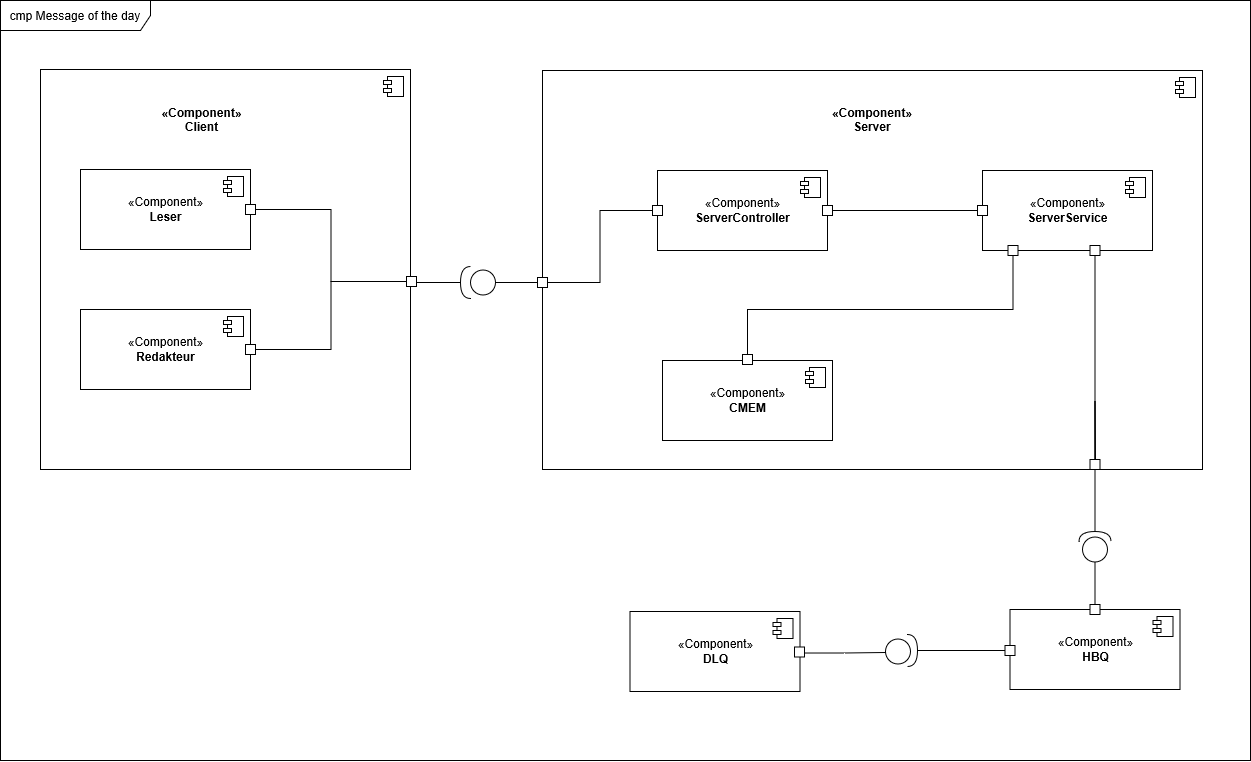 cmp Message of the day
«Component»
Client
«Component»
Leser
«Component»
Redakteur
«Component»
Server
«Component»
ServerController
«Component»
ServerService
«Component»
CMEM
«Component»
DLQ
«Component»
HBQ